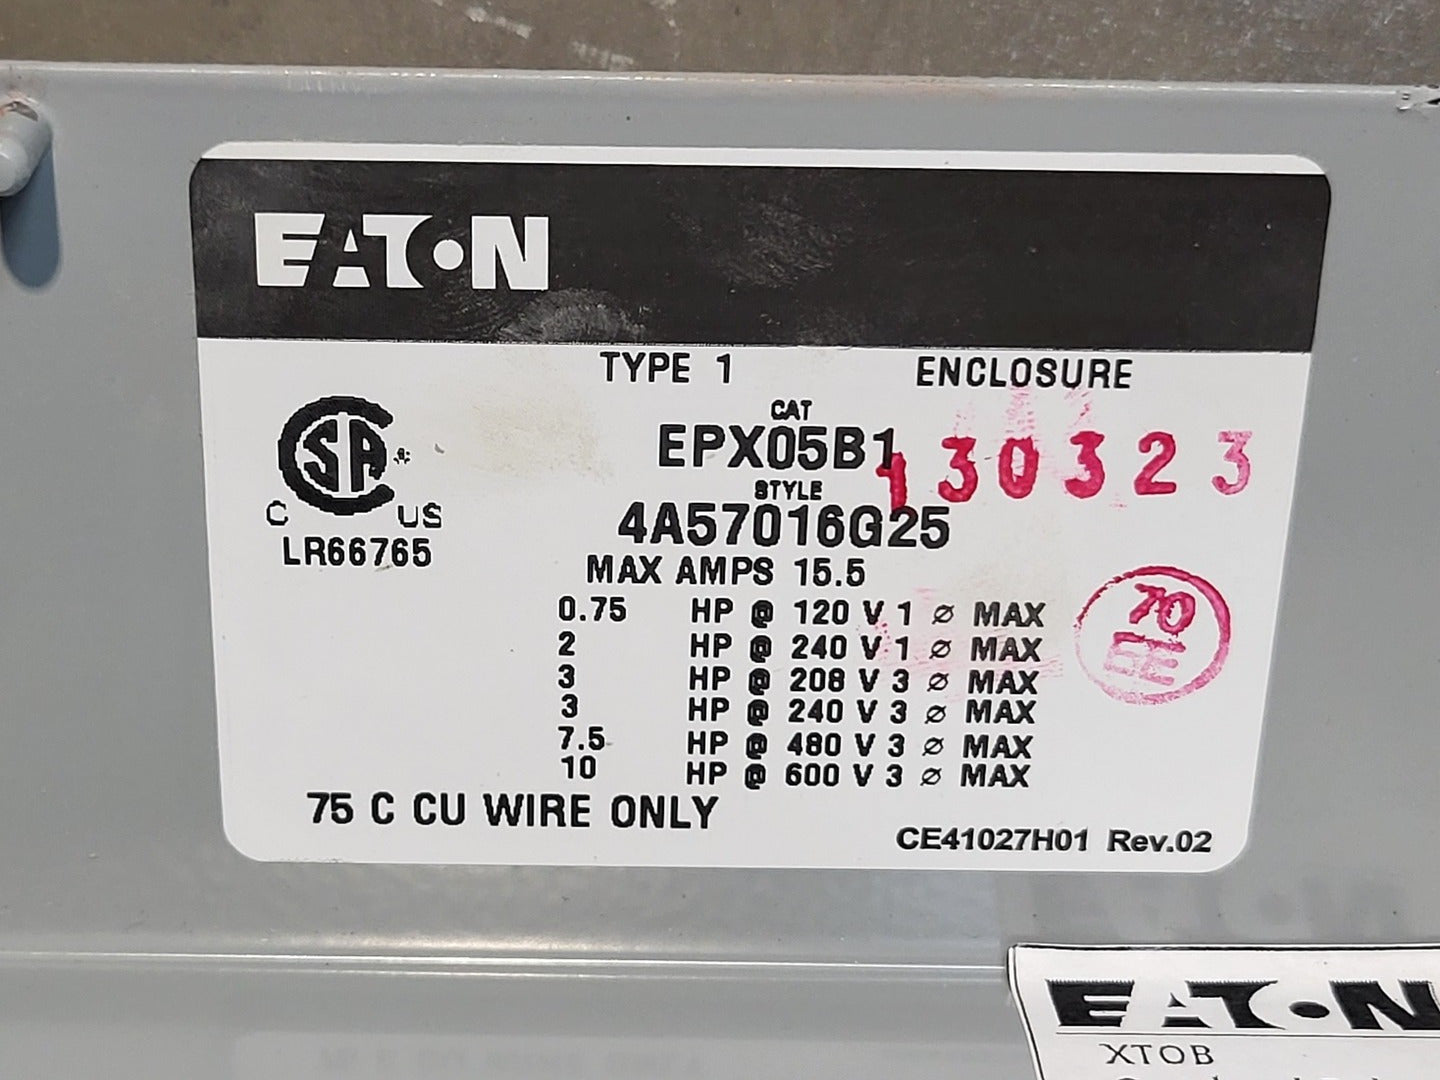 EATON
TYPE 1 ENCLOSURE
CAT
EPX05B1
130323
STYLE
4A57016G25
C US
LR66765
MAX AMPS 15.5
0.75 HP @ 120 V 1 ø MAX
2 HP @ 240 V 1 ø MAX
3 HP @ 208 V 3 ø MAX
3 HP @ 240 V 3 ø MAX
7.5 HP @ 480 V 3 ø MAX
10 HP @ 600 V 3 ø MAX
70
75 C CU WIRE ONLY
CE41027H01 Rev.02
EATON
XTOB